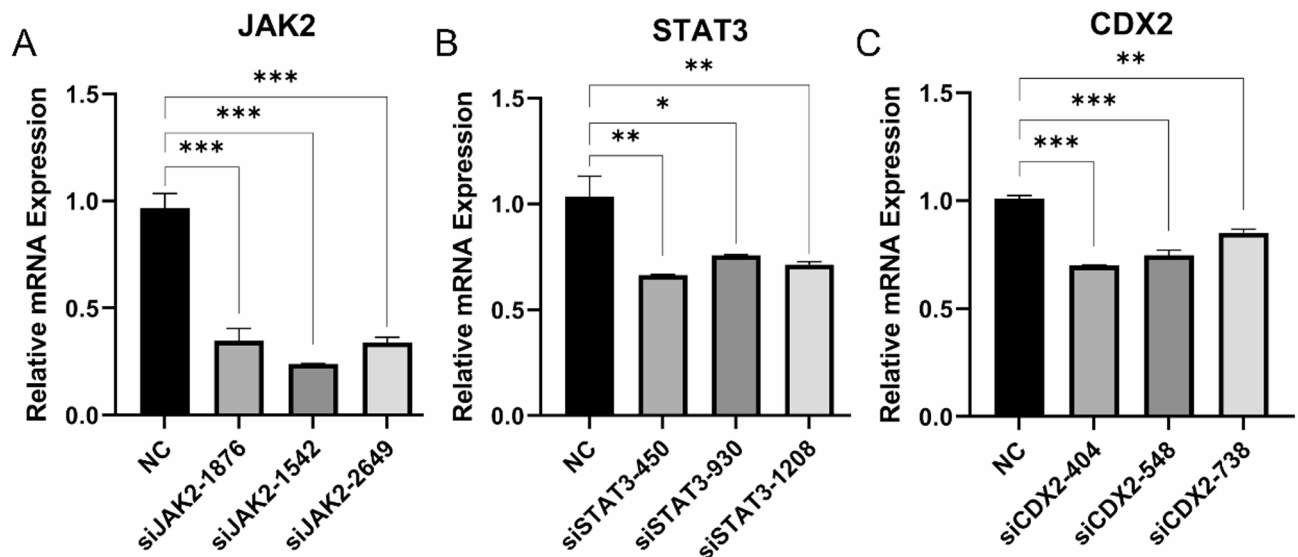 A
JAK2
Relative mRNA Expression
1.5
1.0
0.5
0.0
***
***
***
NC
siJAK2-1876
siJAK2-1542
siJAK2-2649
B
STAT3
Relative mRNA Expression
1.5
1.0
0.5
0.0
**
*
**
NC
siSTAT3-450
siSTAT3-930
siSTAT3-1208
C
CDX2
Relative mRNA Expression
1.5
1.0
0.5
0.0
**
***
***
NC
siCDX2-404
siCDX2-548
siCDX2-738